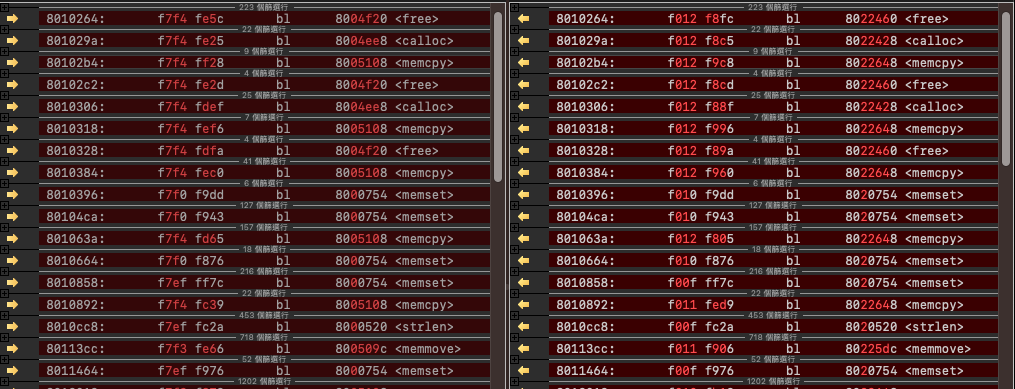 223 個篩選行 223 個篩選行
8010264: f7f4 fe5c bl 8004f20 <free> 8010264: f012 f8fc bl 8022460 <free>
22 個篩選行 22 個篩選行
801029a: f7f4 fe25 bl 8004ee8 <calloc> 801029a: f012 f8c5 bl 8022428 <calloc>
9 個篩選行 9 個篩選行
80102b4: f7f4 ff28 bl 8005108 <memcpy> 80102b4: f012 f9c8 bl 8022648 <memcpy>
4 個篩選行 4 個篩選行
80102c2: f7f4 fe2d bl 8004f20 <free> 80102c2: f012 f8cd bl 8022460 <free>
25 個篩選行 25 個篩選行
8010306: f7f4 fdef bl 8004ee8 <calloc> 8010306: f012 f88f bl 8022428 <calloc>
7 個篩選行 7 個篩選行
8010318: f7f4 fef6 bl 8005108 <memcpy> 8010318: f012 f996 bl 8022648 <memcpy>
4 個篩選行 4 個篩選行
8010328: f7f4 fdfa bl 8004f20 <free> 8010328: f012 f89a bl 8022460 <free>
41 個篩選行 41 個篩選行
8010384: f7f4 fec0 bl 8005108 <memcpy> 8010384: f012 f960 bl 8022648 <memcpy>
6 個篩選行 6 個篩選行
8010396: f7f0 f9dd bl 8000754 <memset> 8010396: f010 f9dd bl 8020754 <memset>
127 個篩選行 127 個篩選行
80104ca: f7f0 f943 bl 8000754 <memset> 80104ca: f010 f943 bl 8020754 <memset>
157 個篩選行 157 個篩選行
801063a: f7f4 fd65 bl 8005108 <memcpy> 801063a: f012 f805 bl 8022648 <memcpy>
18 個篩選行 18 個篩選行
8010664: f7f0 f876 bl 8000754 <memset> 8010664: f010 f876 bl 8020754 <memset>
216 個篩選行 216 個篩選行
8010858: f7ef ff7c bl 8000754 <memset> 8010858: f00f ff7c bl 8020754 <memset>
22 個篩選行 22 個篩選行
8010892: f7f4 fc39 bl 8005108 <memcpy> 8010892: f011 fed9 bl 8022648 <memcpy>
453 個篩選行 453 個篩選行
8010cc8: f7ef fc2a bl 8000520 <strlen> 8010cc8: f00f fc2a bl 8020520 <strlen>
718 個篩選行 718 個篩選行
80113cc: f7f3 fe66 bl 800509c <memmove> 80113cc: f011 f906 bl 80225dc <memmove>
52 個篩選行 52 個篩選行
8011464: f7ef f976 bl 8000754 <memset> 8011464: f00f f976 bl 8020754 <memset>
1202 個篩選行 1202 個篩選行